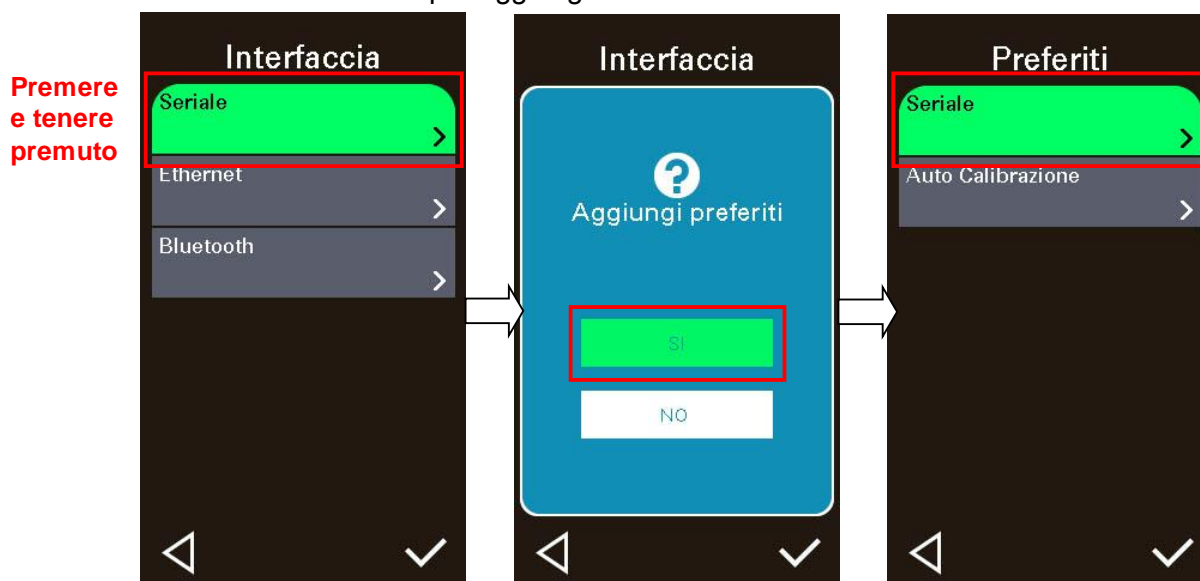 Premere
e tenere
premuto
Interfaccia
Seriale
Ethernet
Bluetooth
Interfaccia
Aggiungi preferiti
SI
NO
Preferiti
Seriale
Auto Calibrazione